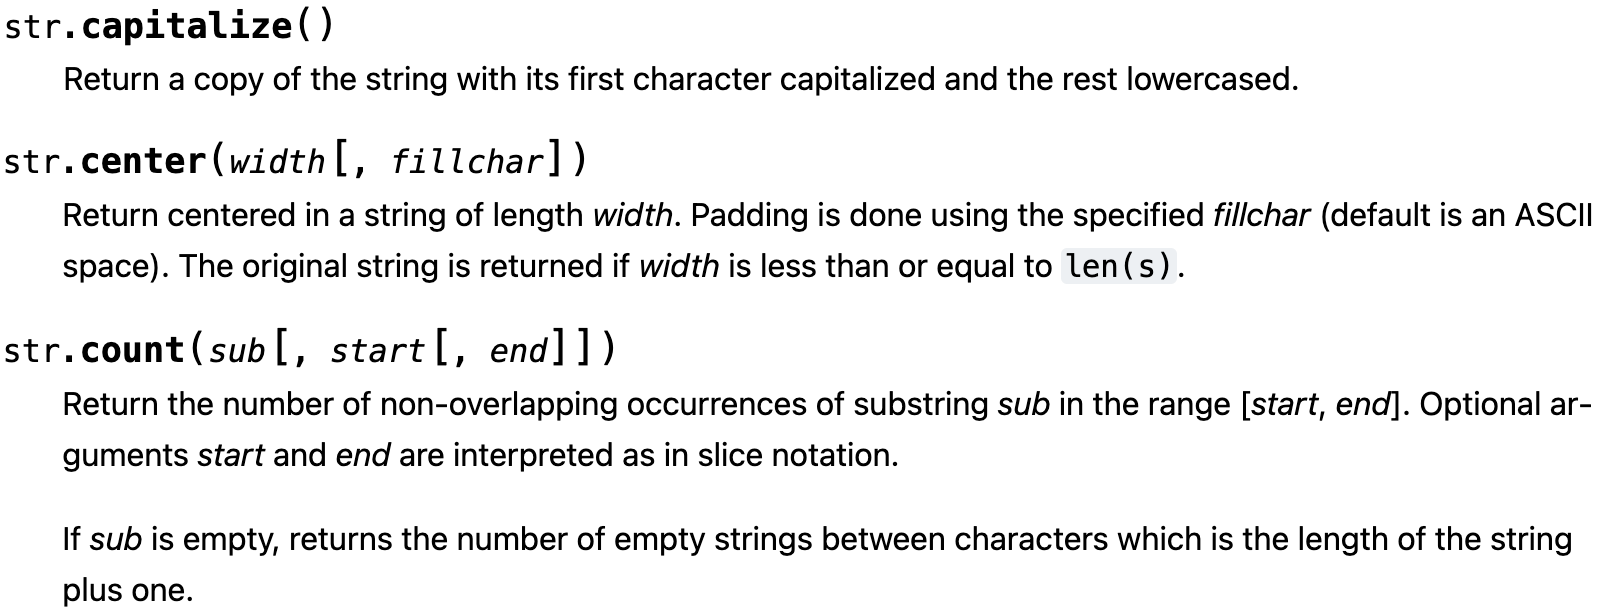 str.capitalize()
Return a copy of the string with its first character capitalized and the rest lowercased.
str.center(width[, fillchar])
Return centered in a string of length width. Padding is done using the specified fillchar (default is an ASCII
space). The original string is returned if width is less than or equal to len(s).
str.count(sub[, start[, end]])
Return the number of non-overlapping occurrences of substring sub in the range [start, end]. Optional ar-
guments start and end are interpreted as in slice notation.
If sub is empty, returns the number of empty strings between characters which is the length of the string
plus one.